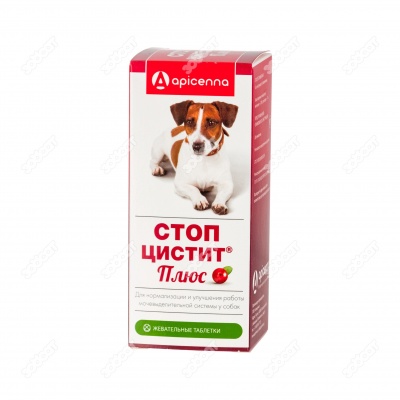 apicenna
СТОП
ЦИСТИТ®
Плюс
Для нормализации и улучшения работы
мочевыделительной системы у собак
ЖЕВАТЕЛЬНЫЕ ТАБЛЕТКИ